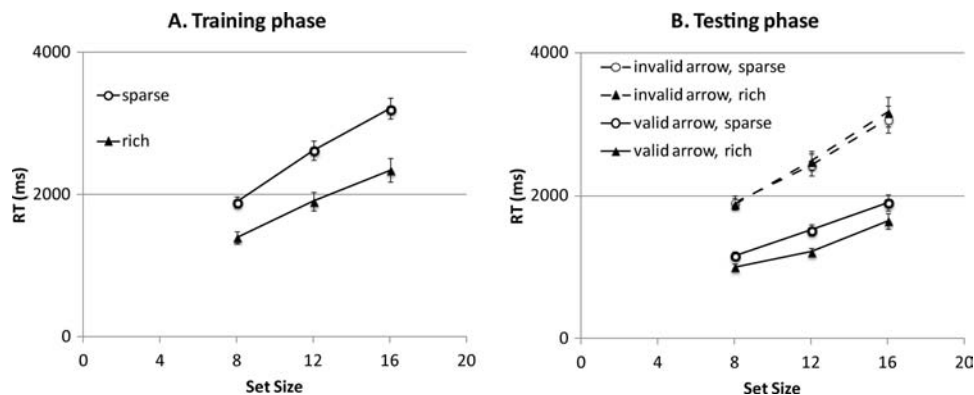 A. Training phase
4000
2000
0
RT (ms)
sparse
rich
0 4 8 12 16 20
Set Size
B. Testing phase
4000
2000
0
RT (ms)
invalid arrow, sparse
invalid arrow, rich
valid arrow, sparse
valid arrow, rich
0 4 8 12 16 20
Set Size